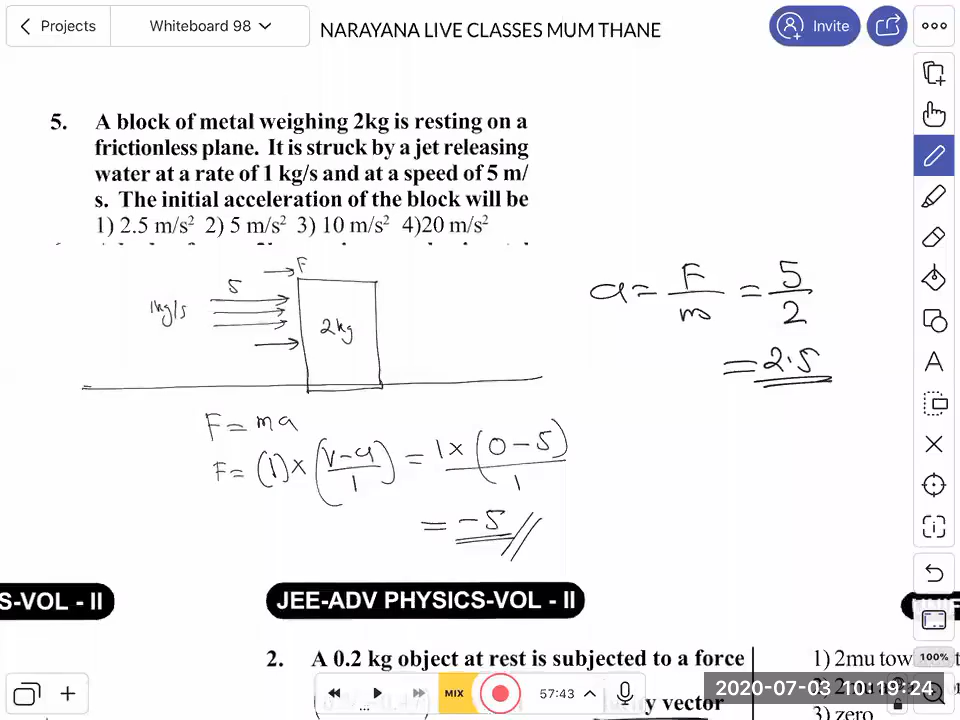 Projects
Whiteboard 98
NARAYANA LIVE CLASSES MUM THANE
Invite
5. A block of metal weighing 2kg is resting on a
frictionless plane. It is struck by a jet releasing
water at a rate of 1 kg/s and at a speed of 5 m/
s. The initial acceleration of the block will be
1) 2.5 m/s² 2) 5 m/s² 3) 10 m/s² 4)20 m/s²
F
5
1kg/s
2kg
a = F/m = 5/2
= 2.5
F = ma
F = (1) × (v-u/1) = 1 × (0 - 5)/1
= -5
S-VOL - II
JEE-ADV PHYSICS-VOL - II
2. A 0.2 kg object at rest is subjected to a force
1) 2mu tow
3) zero
vector
MIX
57:43
100%
2020-07-03 10:19:24